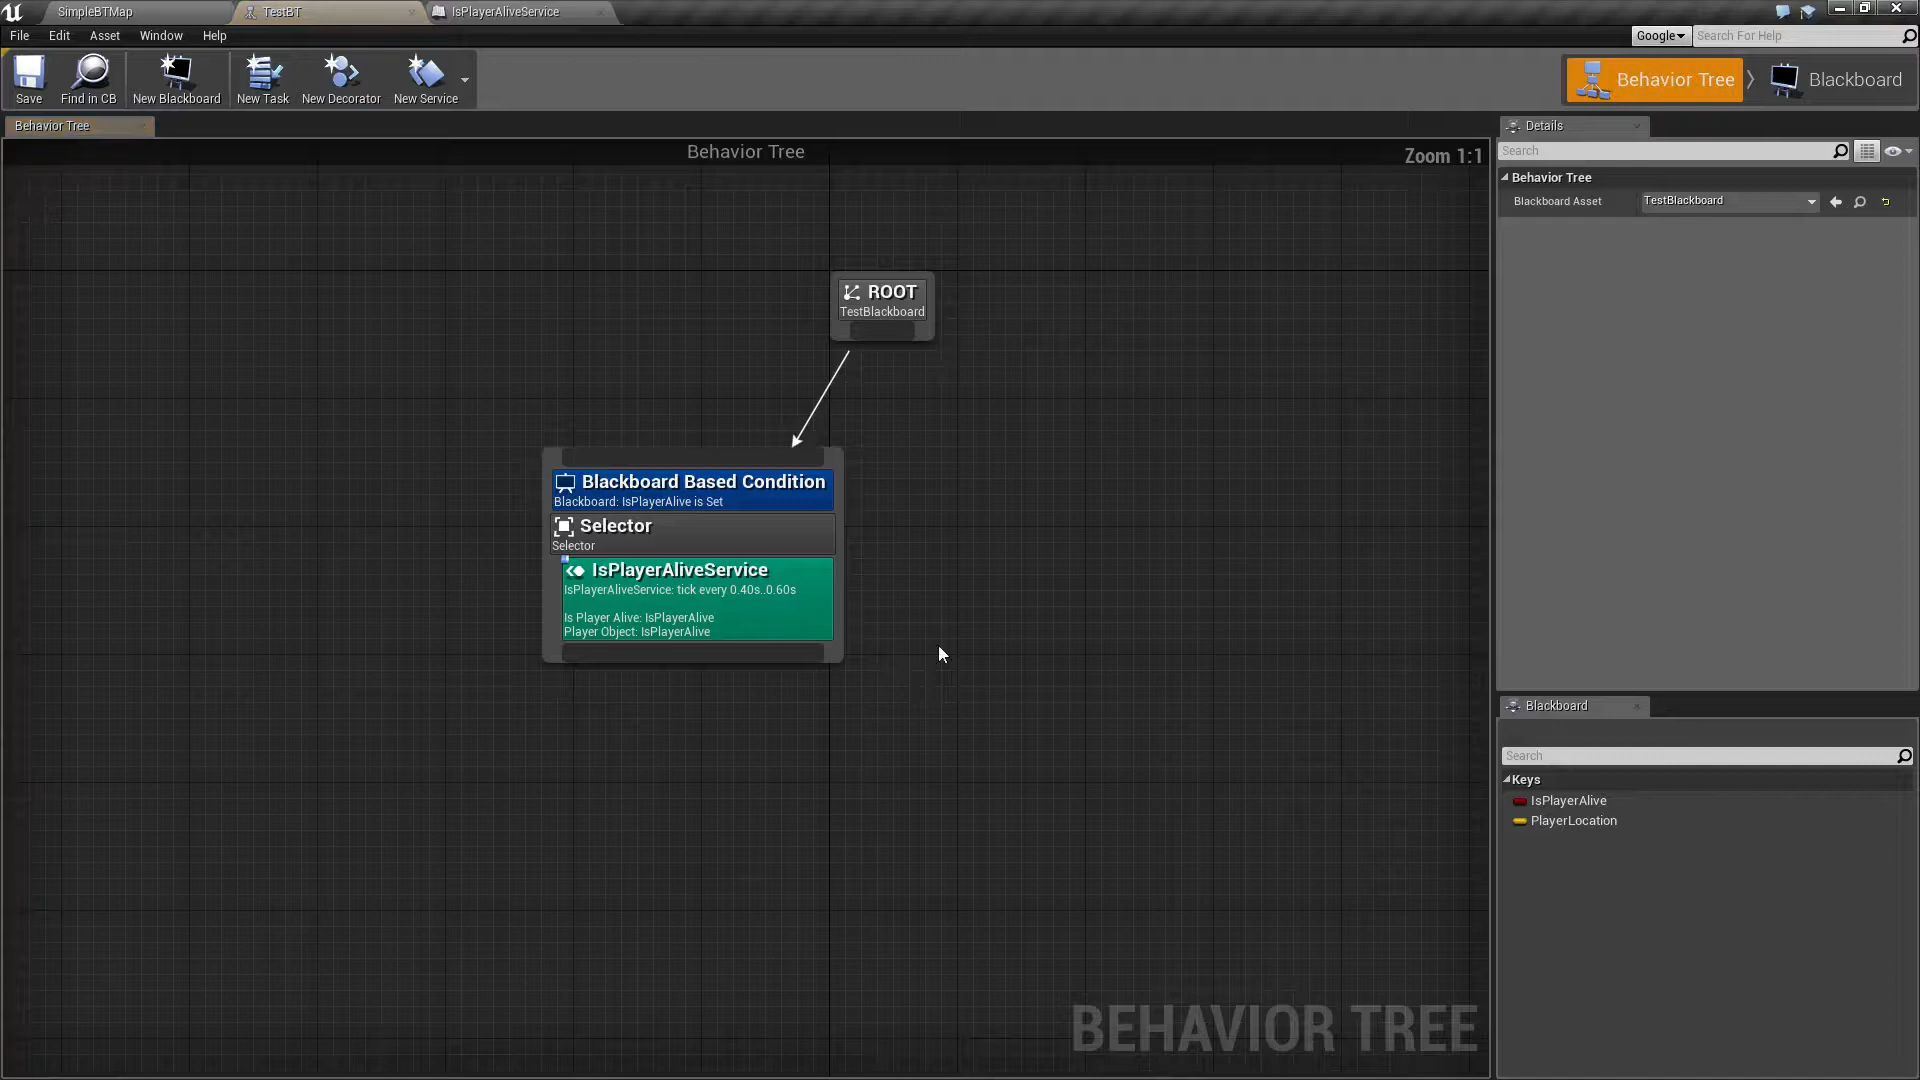 SimpleBTMap
TestBT
IsPlayerAliveService
File
Edit
Asset
Window
Help
Google
Search For Help
Save
Find in CB
New Blackboard
New Task
New Decorator
New Service
Behavior Tree
Blackboard
Behavior Tree
Details
Behavior Tree
Zoom 1:1
Search
Behavior Tree
Blackboard Asset
TestBlackboard
ROOT
TestBlackboard
Blackboard Based Condition
Blackboard: IsPlayerAlive is Set
Selector
Selector
IsPlayerAliveService
IsPlayerAliveService: tick every 0.40s..0.60s
Is Player Alive: IsPlayerAlive
Player Object: IsPlayerAlive
Blackboard
Search
Keys
IsPlayerAlive
PlayerLocation
BEHAVIOR TREE